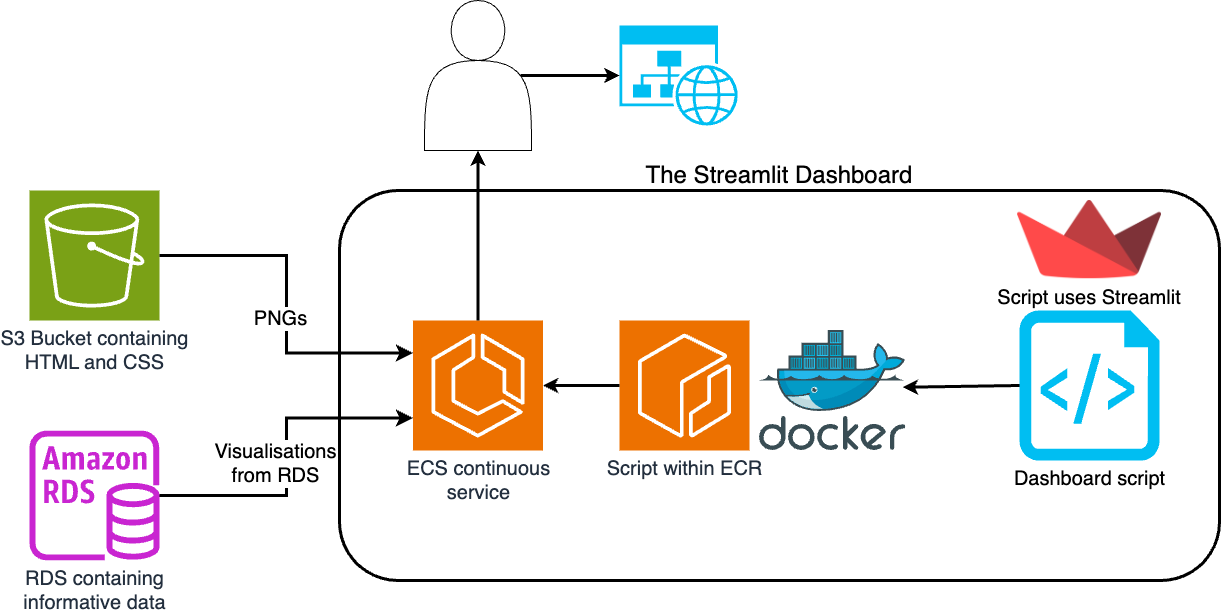 The Streamlit Dashboard
S3 Bucket containing
HTML and CSS
PNGs
Script uses Streamlit
</>
docker
Amazon
RDS
Visualisations
from RDS
ECS continuous
service
Script within ECR
Dashboard script
RDS containing
informative data